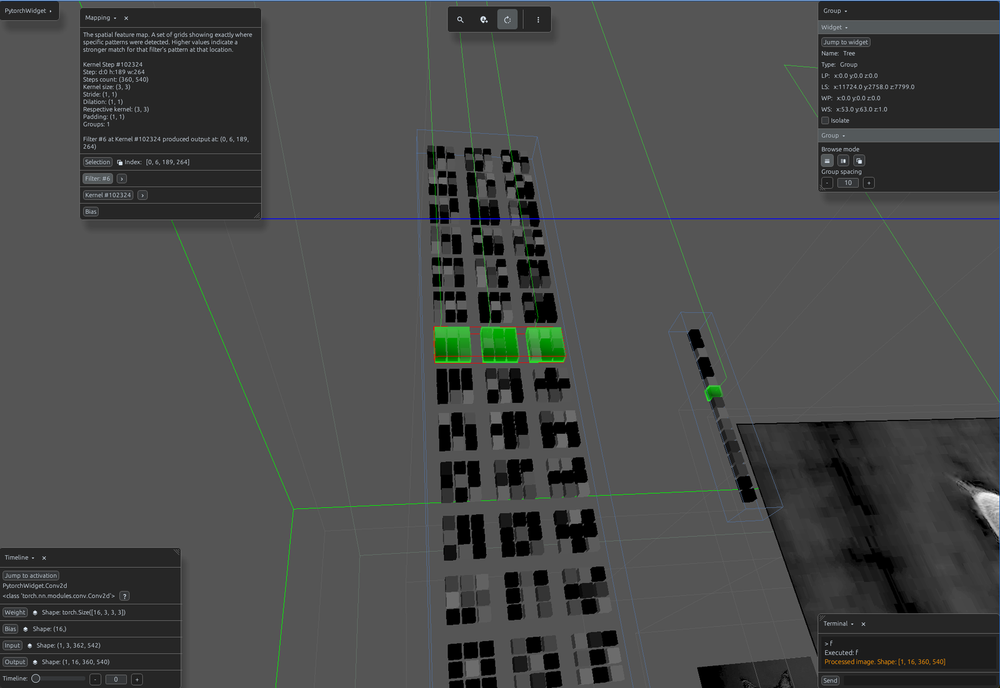 PytorchWidget
Mapping
The spatial feature map. A set of grids showing exactly where
specific patterns were detected. Higher values indicate a
stronger match for that filter's pattern at that location.
Kernel Step #102324
Step: d:0 h:189 w:264
Steps count: (360, 540)
Kernel size: (3, 3)
Stride: (1, 1)
Dilation: (1, 1)
Respective kernel: (3, 3)
Padding: (1, 1)
Groups: 1
Filter #6 at Kernel #102324 produced output at: (0, 6, 189,
264)
Selection Index: [0, 6, 189, 264]
Filter: #6
Kernel #102324
Bias
Group
Widget
Jump to widget
Name: Tree
Type: Group
LP: x:0.0 y:0.0 z:0.0
LS: x:11724.0 y:2758.0 z:7799.0
WP: x:0.0 y:0.0 z:0.0
WS: x:53.0 y:63.0 z:1.0
Isolate
Group
Browse mode
Group spacing
- 10 +
Timeline
Jump to activation
PytorchWidget.Conv2d
<class 'torch.nn.modules.conv.Conv2d'> ?
Weight Shape: torch.Size([16, 3, 3, 3])
Bias Shape: (16,)
Input Shape: (1, 3, 362, 542)
Output Shape: (1, 16, 360, 540)
Timeline: - 0 +
Terminal
> f
Executed: f
Processed image. Shape: [1, 16, 360, 540]
Send